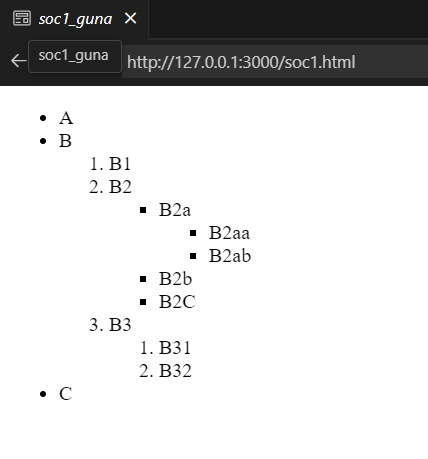 soc1_guna
soc1_guna
http://127.0.0.1:3000/soc1.html
A
B
1. B1
2. B2
B2a
B2aa
B2ab
B2b
B2C
3. B3
1. B31
2. B32
C